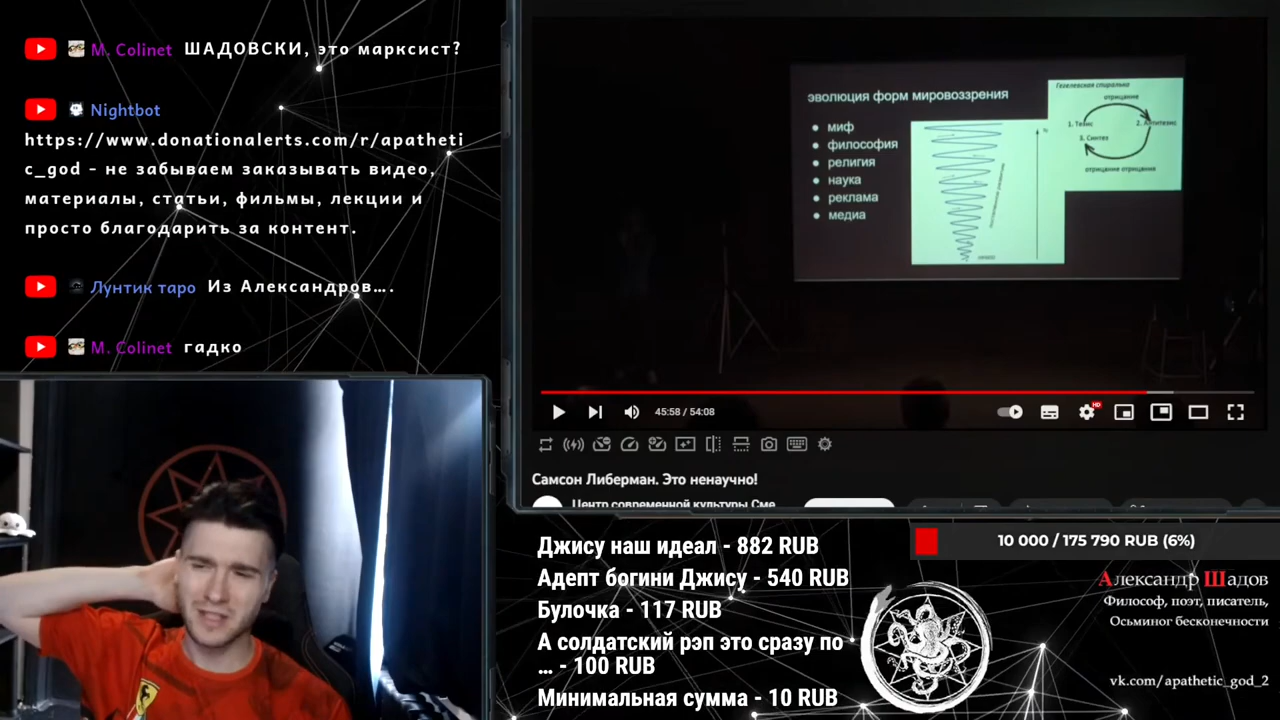 M. Colinet ШАДОВСКИ, это марксист?
Nightbot
https://www.donationalerts.com/r/apatheti
c_god - не забываем заказывать видео,
материалы, статьи, фильмы, лекции и
просто благодарить за контент.
Лунтик таро Из Александров....
M. Colinet гадко
эволюция форм мировоззрения
миф
философия
религия
наука
реклама
медиа
Гегелевская спиралька
отрицание
1. Тезис
2. Антитезис
3. Синтез
отрицание отрицания
45:58 / 54:08
HD
Самсон Либерман. Это ненаучно!
Центр современной культуры Сме
Джису наш идеал - 882 RUB
Адепт богини Джису - 540 RUB
Булочка - 117 RUB
А солдатский рэп это сразу по
... - 100 RUB
Минимальная сумма - 10 RUB
10 000 / 175 790 RUB (6%)
Александр Шадов
Философ, поэт, писатель,
Осьминог бесконечности
vk.com/apathetic_god_2